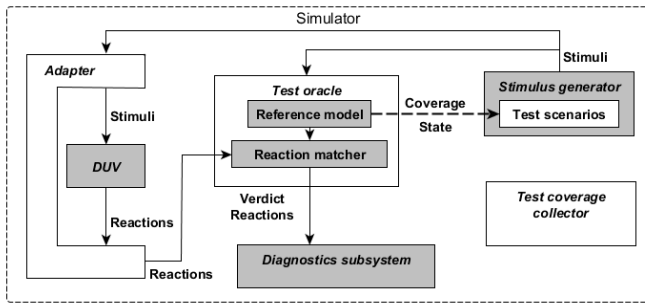 Simulator
Adapter
Stimuli
Test oracle
Stimulus generator
Stimuli
Reference model
Coverage
State
Test scenarios
DUV
Reaction matcher
Reactions
Reactions
Verdict
Reactions
Test coverage
collector
Diagnostics subsystem